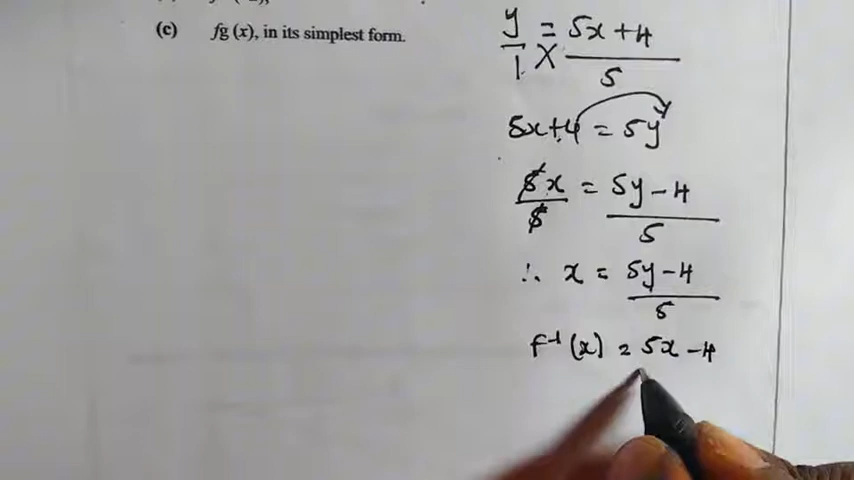 (c) fg (x), in its simplest form.
y/1 X = 5x + 4/5
5x+4 = 5y
5x/5 = 5y - 4/5
∴ x = 5y - 4/5
f⁻¹(x) = 5x - 4